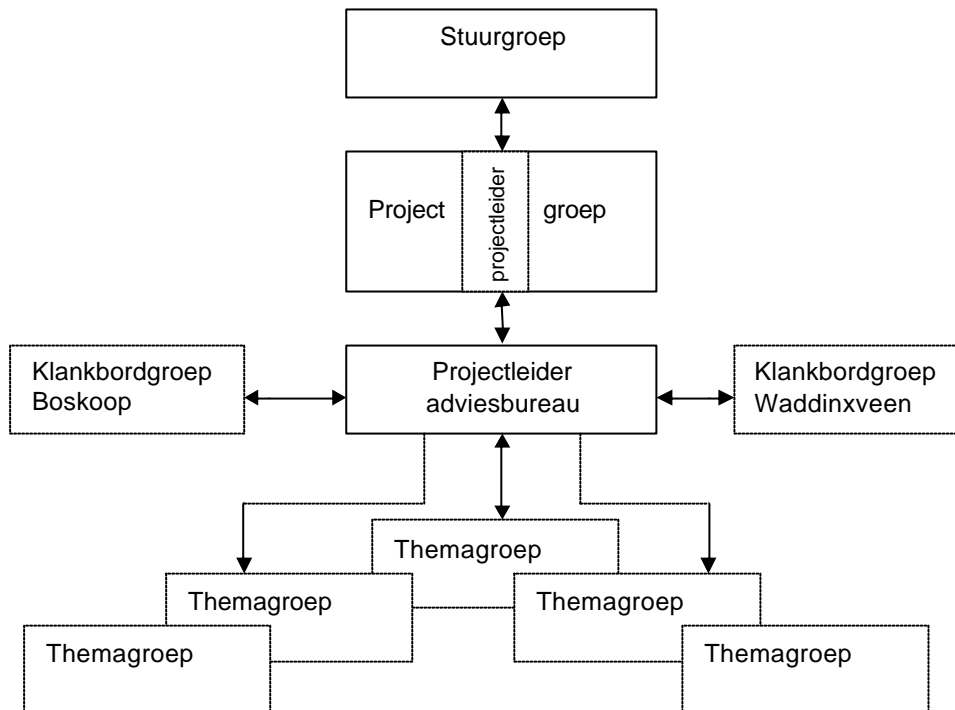 Stuurgroep
Project
projectleider
groep
Klankbordgroep
Boskoop
Projectleider
adviesbureau
Klankbordgroep
Waddinxveen
Themagroep
Themagroep
Themagroep
Themagroep
Themagroep